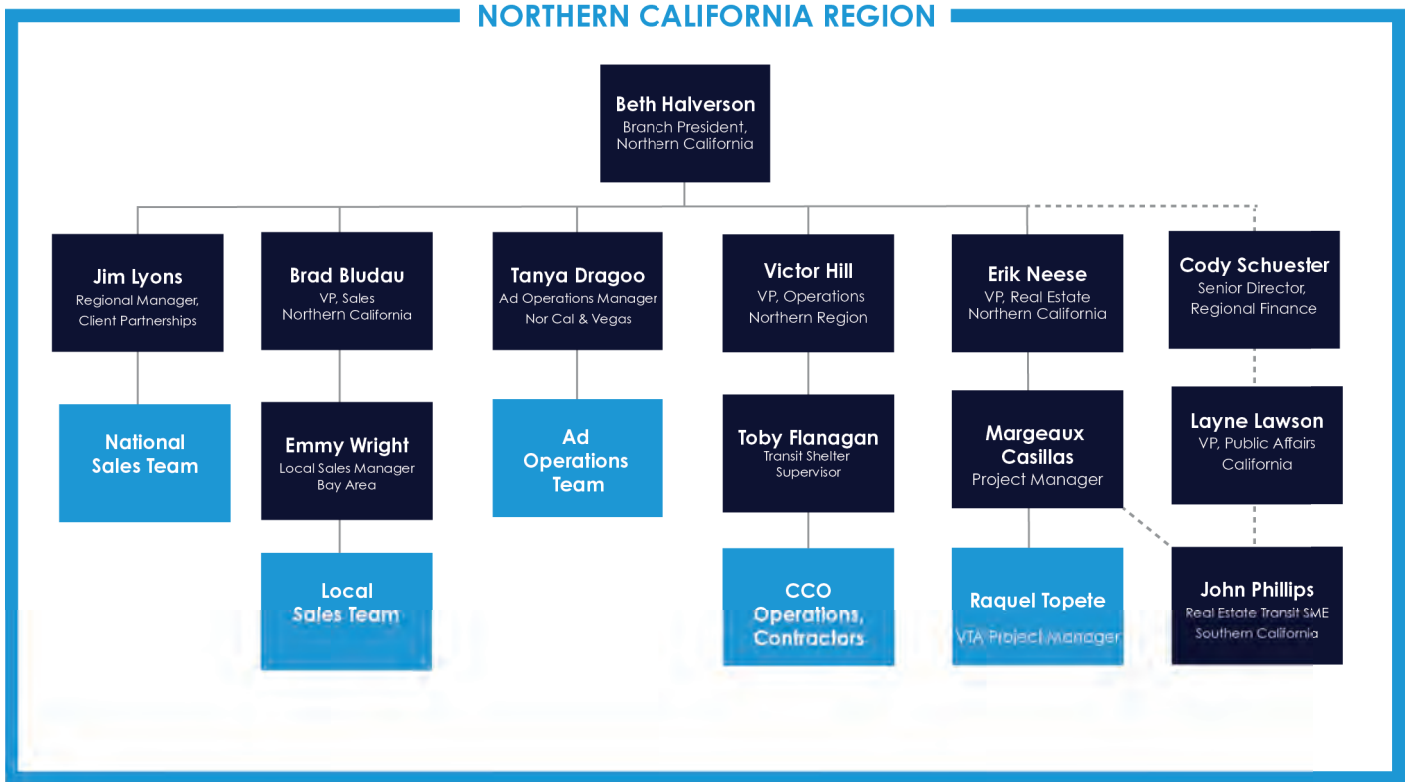 NORTHERN CALIFORNIA REGION
Beth Halverson
Branch President,
Northern California
Jim Lyons
Regional Manager,
Client Partnerships
Brad Bludau
VP, Sales
Northern California
Tanya Dragoo
Ad Operations Manager
Nor Cal & Vegas
Victor Hill
VP, Operations
Northern Region
Erik Neese
VP, Real Estate
Northern California
Cody Schuester
Senior Director,
Regional Finance
National
Sales Team
Emmy Wright
Local Sales Manager
Bay Area
Ad
Operations
Team
Toby Flanagan
Transit Shelter
Supervisor
Margeaux
Casillas
Project Manager
Layne Lawson
VP, Public Affairs
California
Local
Sales Team
CCO
Operations,
Contractors
Raquel Topete
VTA Project Manager
John Phillips
Real Estate Transit SME
Southern California